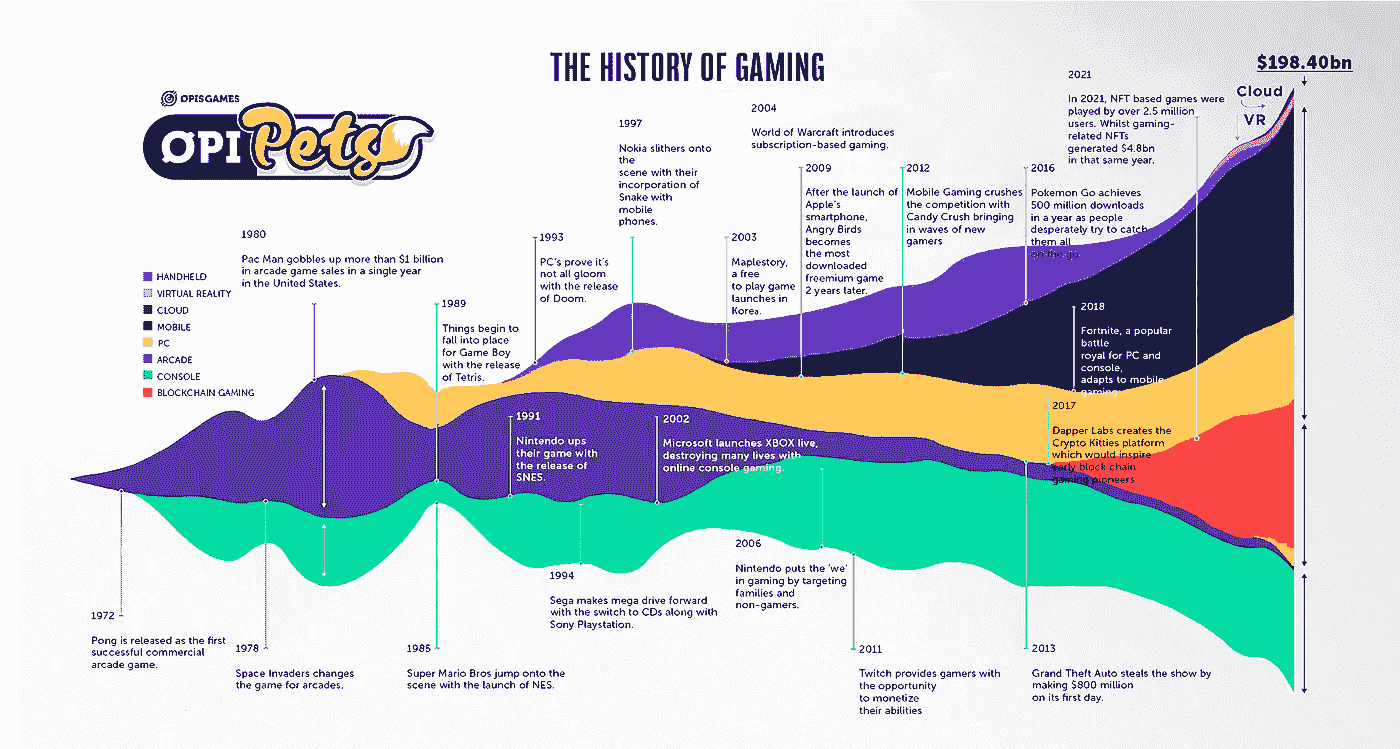 THE HISTORY OF GAMING
$198.40bn
Cloud
VR
ØPISGAMES
ØPI Pets
HANDHELD
VIRTUAL REALITY
CLOUD
MOBILE
PC
ARCADE
CONSOLE
BLOCKCHAIN GAMING
1972
Pong is released as the first
successful commercial
arcade game.
1978
Space Invaders changes
the game for arcades.
1980
Pac Man gobbles up more than $1 billion
in arcade game sales in a single year
in the United States.
1985
Super Mario Bros jump onto the
scene with the launch of NES.
1989
Things begin to
fall into place
for Game Boy
with the release
of Tetris.
1991
Nintendo ups
their game with
the release of
SNES.
1993
PC's prove it's
not all gloom
with the release
of Doom.
1994
Sega makes mega drive forward
with the switch to CDs along with
Sony Playstation.
1997
Nokia slithers onto
the
scene with their
incorporation of
Snake with
mobile
phones.
2002
Microsoft launches XBOX live,
destroying many lives with
online console gaming.
2003
Maplestory,
a free
to play game
launches in
Korea.
2004
World of Warcraft introduces
subscription-based gaming.
2006
Nintendo puts the 'we'
in gaming by targeting
families and
non-gamers.
2009
After the launch of
Apple's
smartphone,
Angry Birds
becomes
the most
downloaded
freemium game
2 years later.
2011
Twitch provides gamers with
the opportunity
to monetize
their abilities
2012
Mobile Gaming crushes
the competition with
Candy Crush bringing
in waves of new
gamers
2013
Grand Theft Auto steals the show by
making $800 million
on its first day.
2016
Pokemon Go achieves
500 million downloads
in a year as people
desperately try to catch
them all
on the go.
2017
Dapper Labs creates the
Crypto Kitties platform
which would inspire
early block chain
gaming pioneers
2018
Fortnite, a popular
battle
royal for PC and
console,
adapts to mobile
gaming.
2021
In 2021, NFT based games were
played by over 2.5 million
users. Whilst gaming-
related NFTs
generated $4.8bn
in that same year.